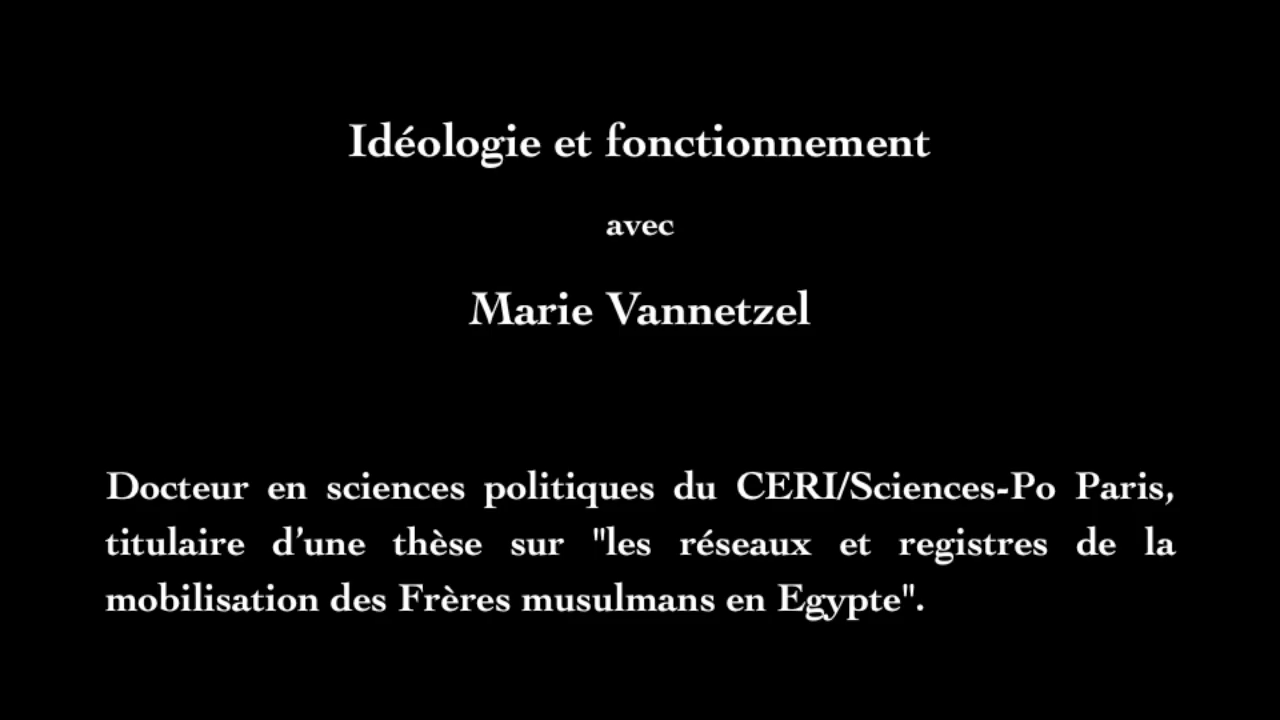 Idéologie et fonctionnement
avec
Marie Vannetzel
Docteur en sciences politiques du CERI/Sciences-Po Paris,
titulaire d’une thèse sur "les réseaux et registres de la
mobilisation des Frères musulmans en Egypte".